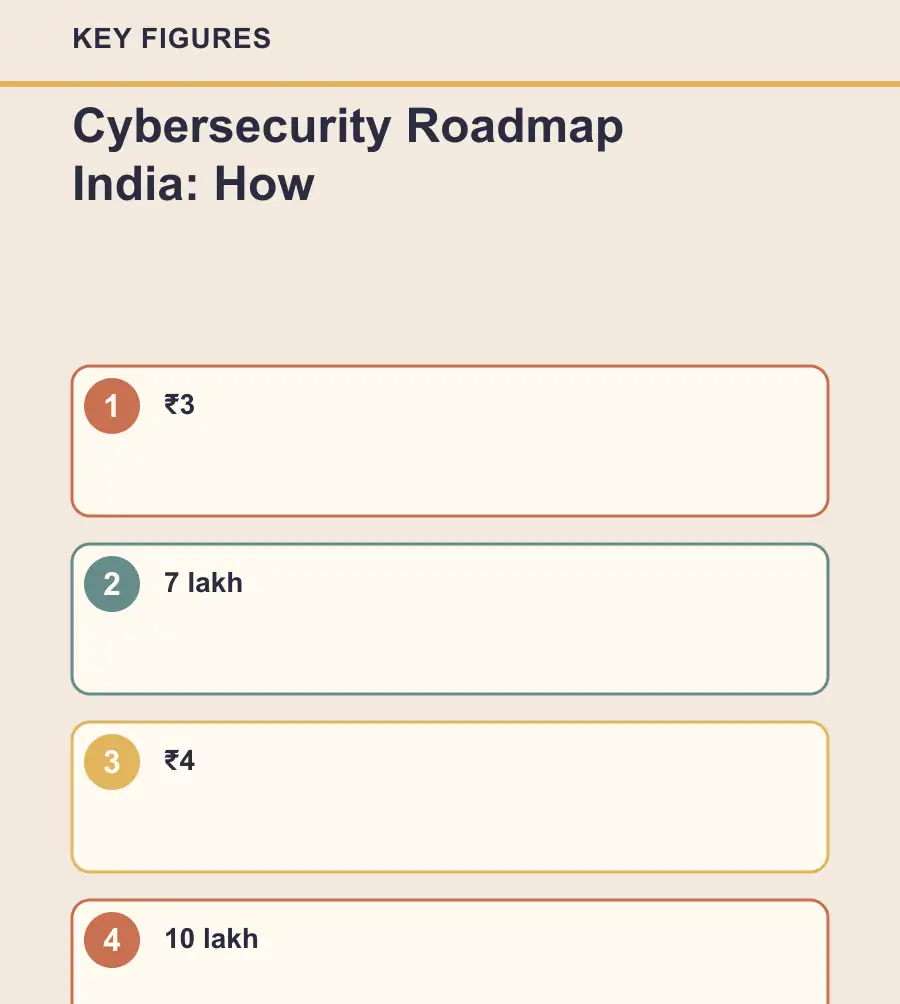 KEY FIGURES
Cybersecurity Roadmap
India: How
1 ₹3
2 7 lakh
3 ₹4
4 10 lakh